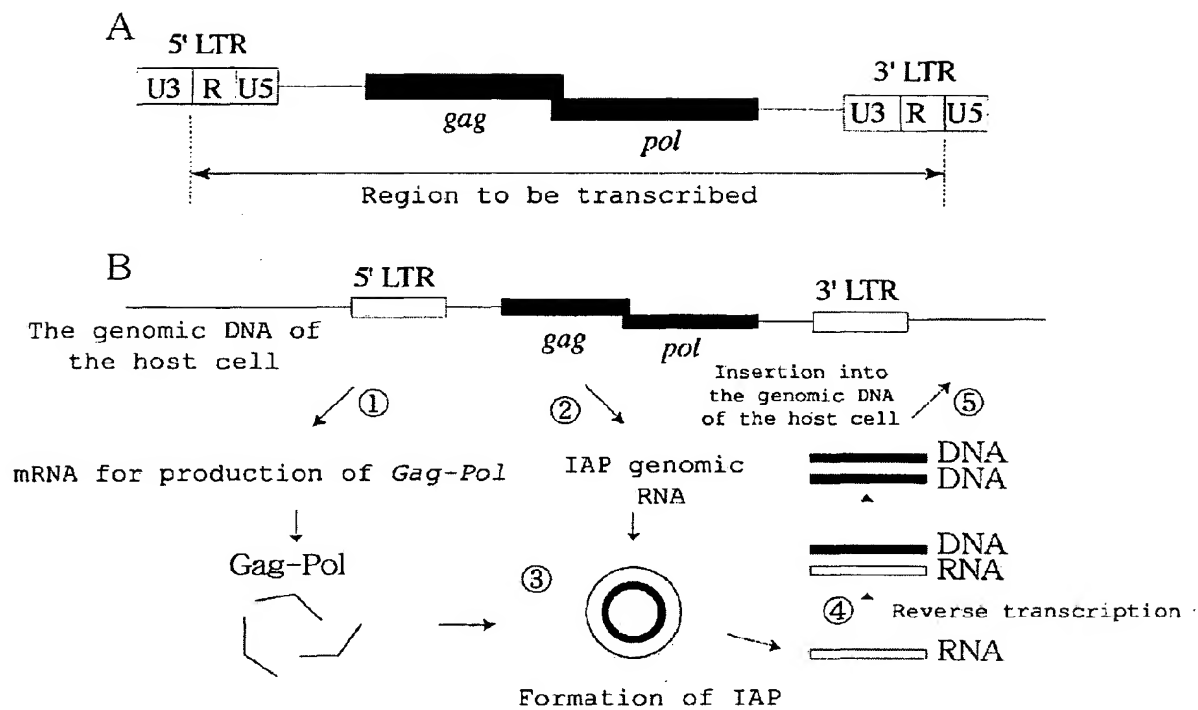 A
5' LTR
U3 R U5
gag
pol
3' LTR
U3 R U5
Region to be transcribed
B
5' LTR
3' LTR
The genomic DNA of
the host cell
gag
pol
Insertion into
the genomic DNA
of the host cell
⑤
①
②
mRNA for production of Gag-Pol
IAP genomic
RNA
DNA
DNA
Gag-Pol
③
DNA
RNA
④ Reverse transcription
RNA
Formation of IAP